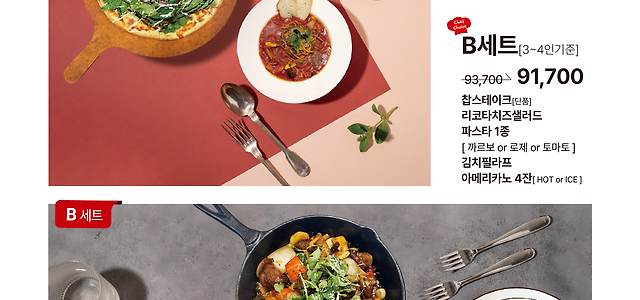 Chef Choice
B세트[3~4인기준]
93,700 91,700
찹스테이크[단품]
리코타치즈샐러드
파스타 1종
[ 까르보 or 로제 or 토마토 ]
김치필라프
아메리카노 4잔[ HOT or ICE ]
B 세트